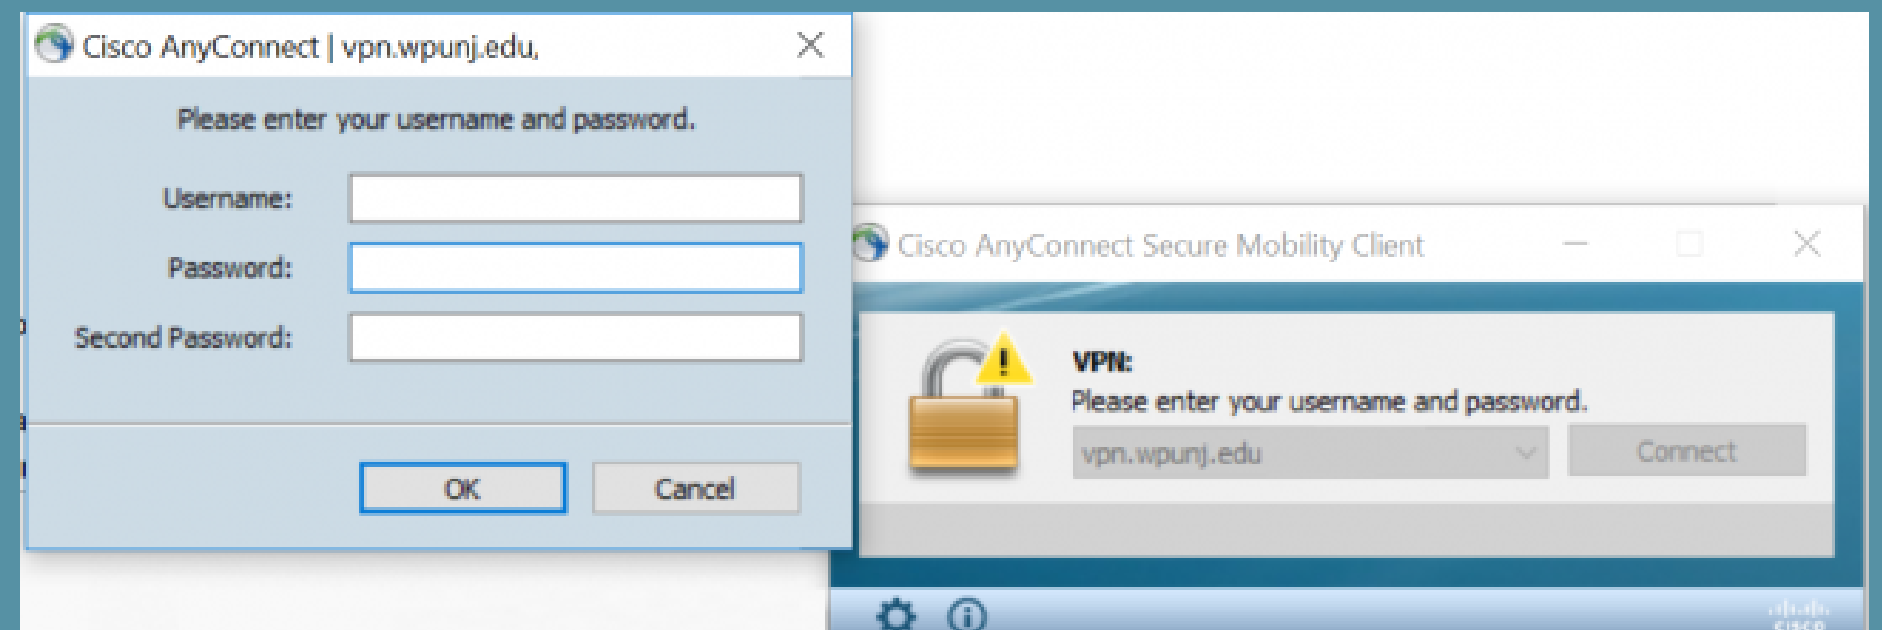 Cisco AnyConnect | vpn.wpunj.edu,
Please enter your username and password.
Username:
Password:
Second Password:
OK
Cancel
Cisco AnyConnect Secure Mobility Client
VPN:
Please enter your username and password.
vpn.wpunj.edu
Connect
CISCO